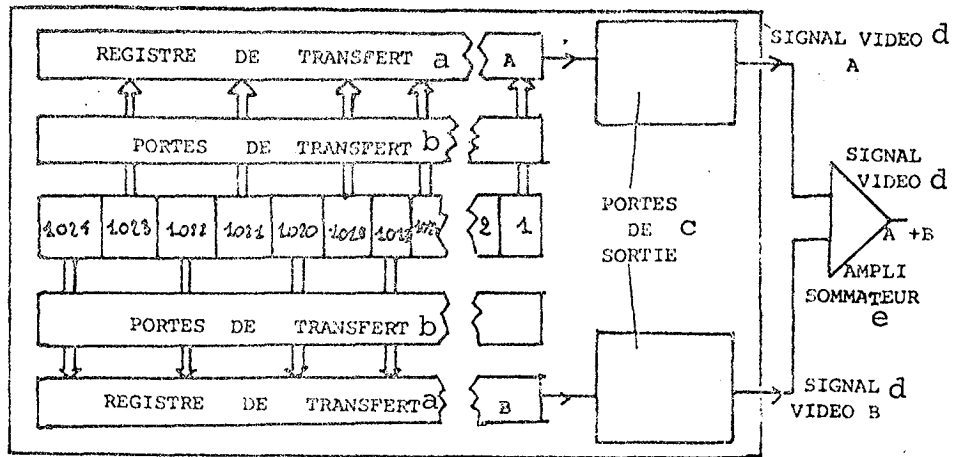 REGISTRE DE TRANSFERT a A
SIGNAL VIDEO d
A
PORTES DE TRANSFERT b
SIGNAL
VIDEO d
1024 1023 1022 1021 1020 1019 2 1
PORTES
DE C
SORTIE
A +B
AMPLI
SOMMATEUR
e
PORTES DE TRANSFERT b
REGISTRE DE TRANSFERT a B
SIGNAL d
VIDEO B